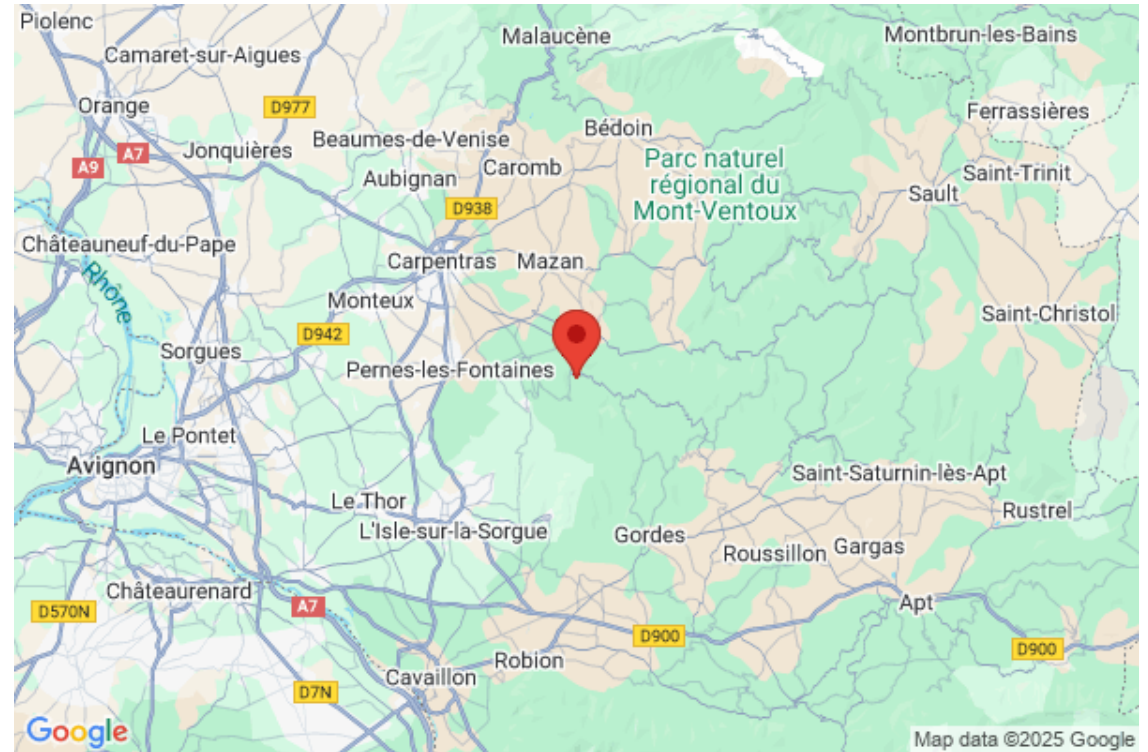 Piolenc
Malaucène
Montbrun-les-Bains
Camaret-sur-Aigues
Orange
D977
Ferrassières
Beaumes-de-Venise
Bédoin
A7
Jonquières
A9
Caromb
Parc naturel
régional du
Mont-Ventoux
Aubignan
Saint-Trinit
Sault
D938
Châteauneuf-du-Pape
Rhône
Carpentras
Mazan
Monteux
Saint-Christol
D942
Sorgues
Pernes-les-Fontaines
Le Pontet
Avignon
Saint-Saturnin-lès-Apt
Le Thor
L'Isle-sur-la-Sorgue
Rustrel
Gordes
Roussillon
Gargas
Châteaurenard
A7
D570N
Apt
D900
D900
Robion
Cavaillon
D7N
Google
Map data ©2025 Google